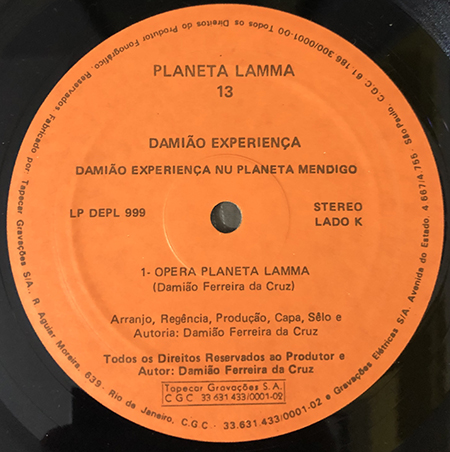 PLANETA LAMMA
13
DAMIÃO EXPERIENÇA
DAMIÃO EXPERIENÇA NU PLANETA MENDIGO
LP DEPL 999
STEREO
LADO K
1- OPERA PLANETA LAMMA
(Damião Ferreira da Cruz)
Arranjo, Regência, Produção, Capa, Sêlo e
Autoria: Damião Ferreira da Cruz
Todos os Direitos Reservados ao Produtor e
Autor: Damião Ferreira da Cruz
Tapecar Gravações S.A.
C G C 33 631 433/0001-02
Todos os Direitos do Produtor Fonográfico. Reservados Fabricado por: Tapecar Gravações S/A. - R. Aguiar Moreira, 639 - Rio de Janeiro, C.G.C. - 33.631.433/0001-02 e Gravações Elétricas S/A. Avenida do Estado, 4.667/4.755 - São Paulo. C.G.C. 61.186.300/0001-00